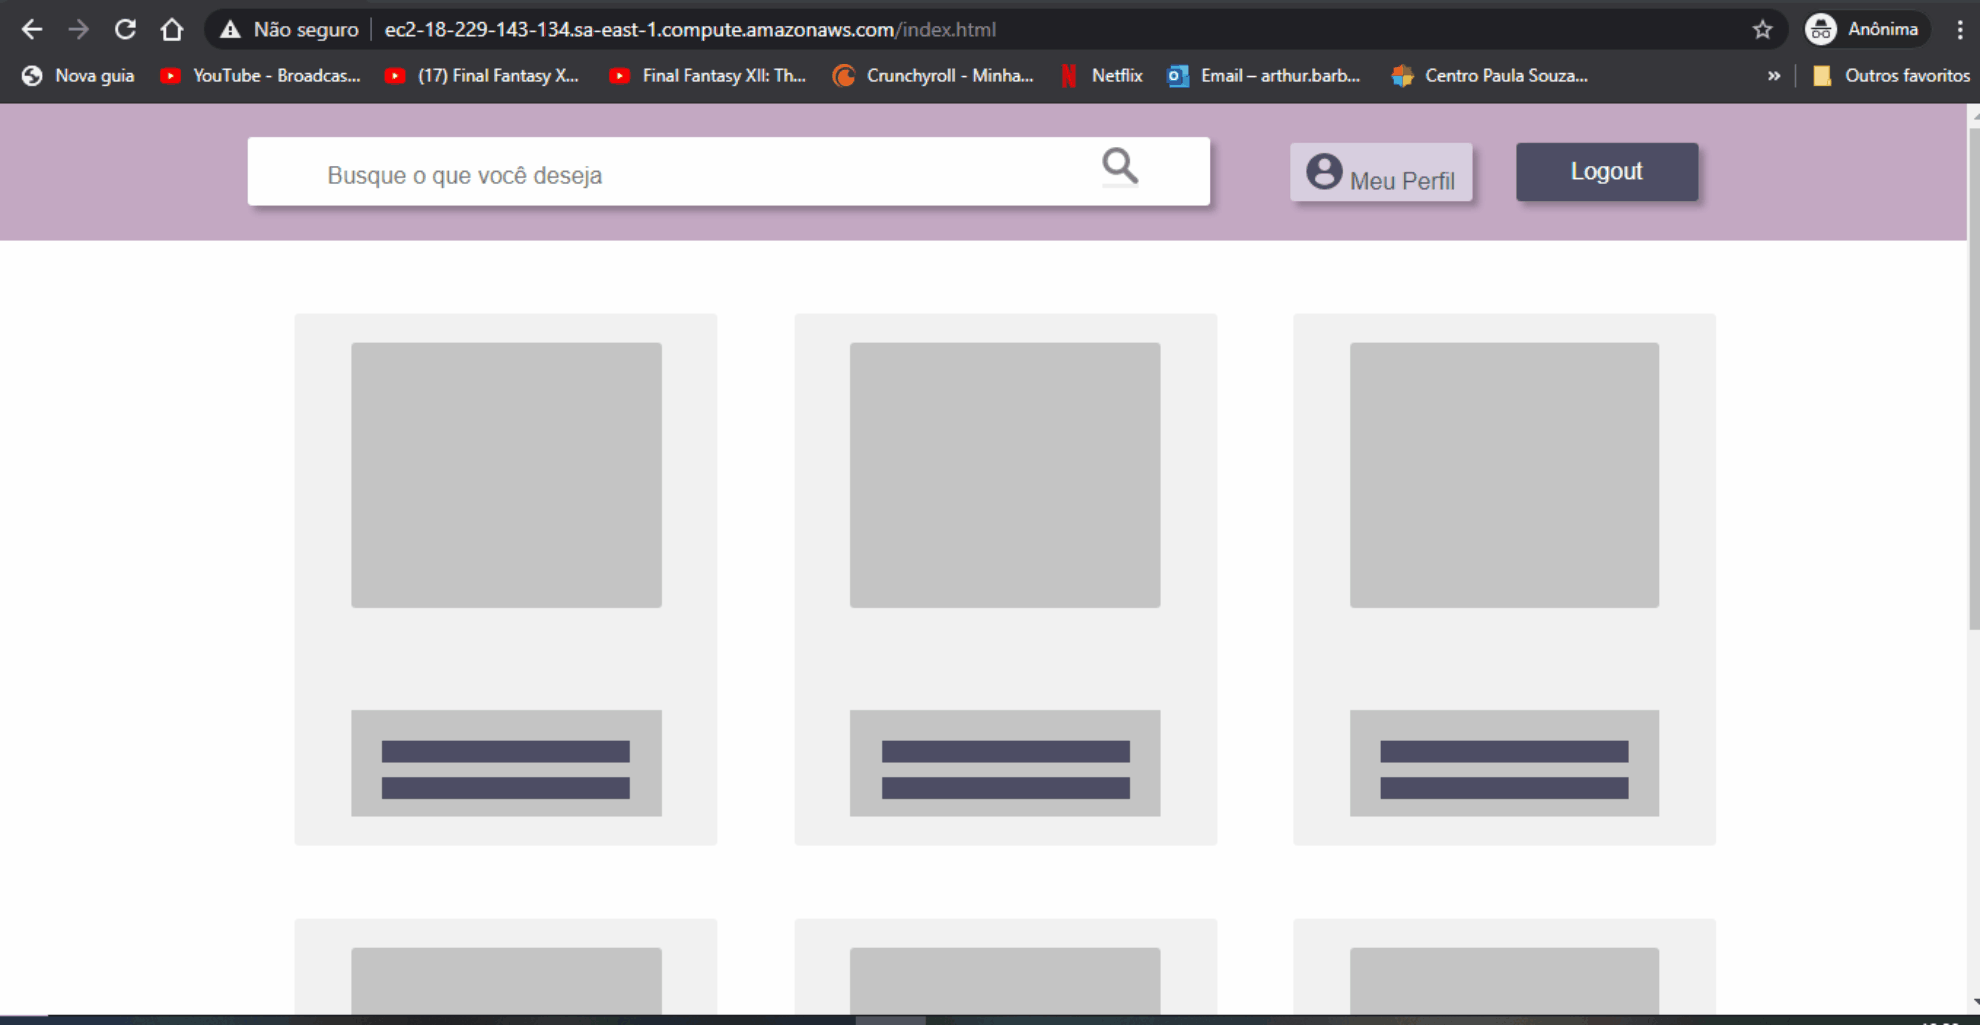 Não seguro ec2-18-229-143-134.sa-east-1.compute.amazonaws.com/index.html Anônima
Nova guia YouTube - Broadcas... (17) Final Fantasy X... Final Fantasy XII: Th... Crunchyroll - Minha... Netflix Email – arthur.barb... Centro Paula Souza... » Outros favoritos
Busque o que você deseja Meu Perfil Logout